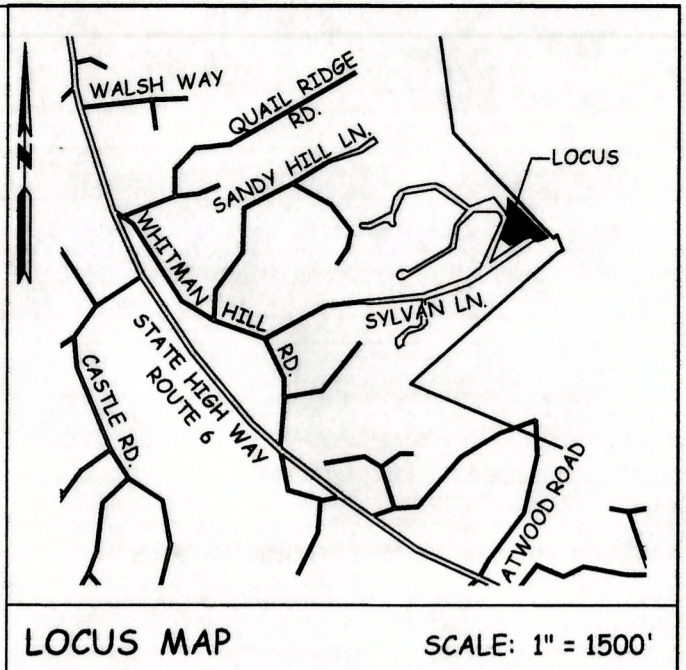 WALSH WAY
QUAIL RIDGE
RD.
SANDY HILL LN.
LOCUS
N
WHITMAN HILL
RD.
SYLVAN LN.
STATE HIGH WAY
ROUTE 6
CASTLE RD.
ATWOOD ROAD
LOCUS MAP
SCALE: 1" = 1500'